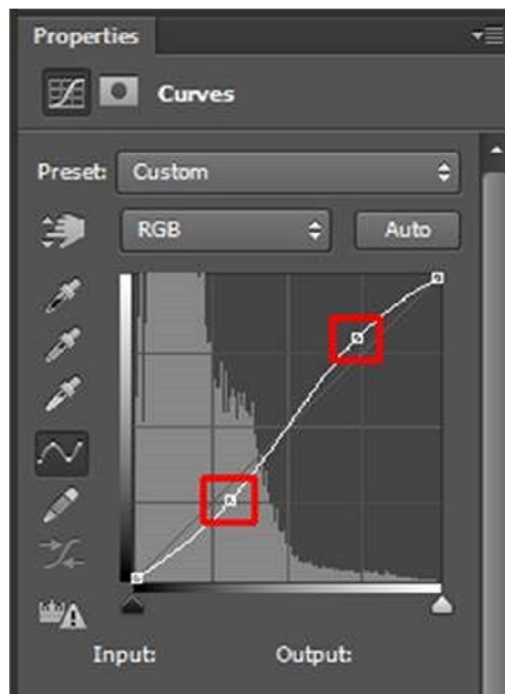 Properties
Curves
Preset: Custom
RGB Auto
Input: Output: